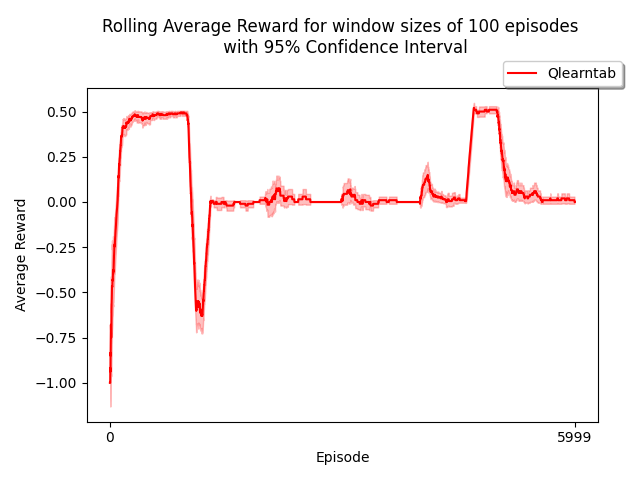 Rolling Average Reward for window sizes of 100 episodes
with 95% Confidence Interval
Qlearntab
0.50
0.25
0.00
−0.25
−0.50
−0.75
−1.00
Average Reward
0
5999
Episode